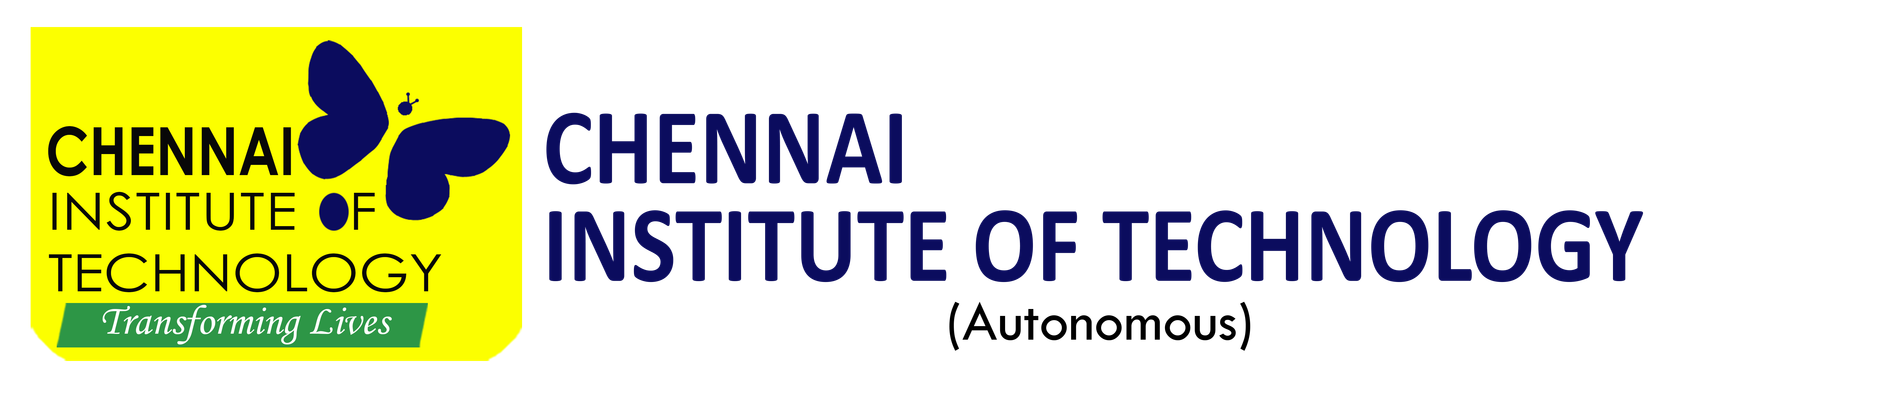 CHENNAI
INSTITUTE OF
TECHNOLOGY
Transforming Lives
CHENNAI
INSTITUTE OF TECHNOLOGY
(Autonomous)